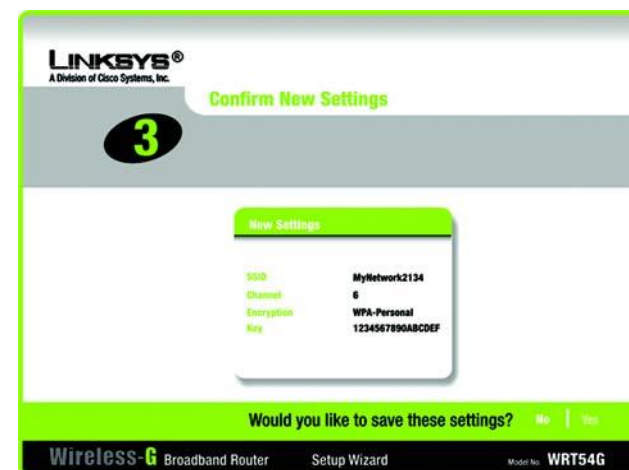 LINKSYS®
A Division of Cisco Systems, Inc.
Confirm New Settings
3
New Settings
SSID MyNetwork2134
Channel 6
Encryption WPA-Personal
Key 1234567890ABCDEF
Would you like to save these settings? No | Yes
Wireless-G Broadband Router Setup Wizard Model No. WRT54G